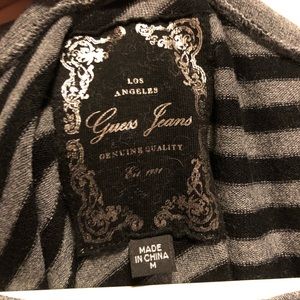 LOS
ANGELES
Guess Jeans
GENUINE QUALITY
Est. 1981
MADE
IN CHINA
M